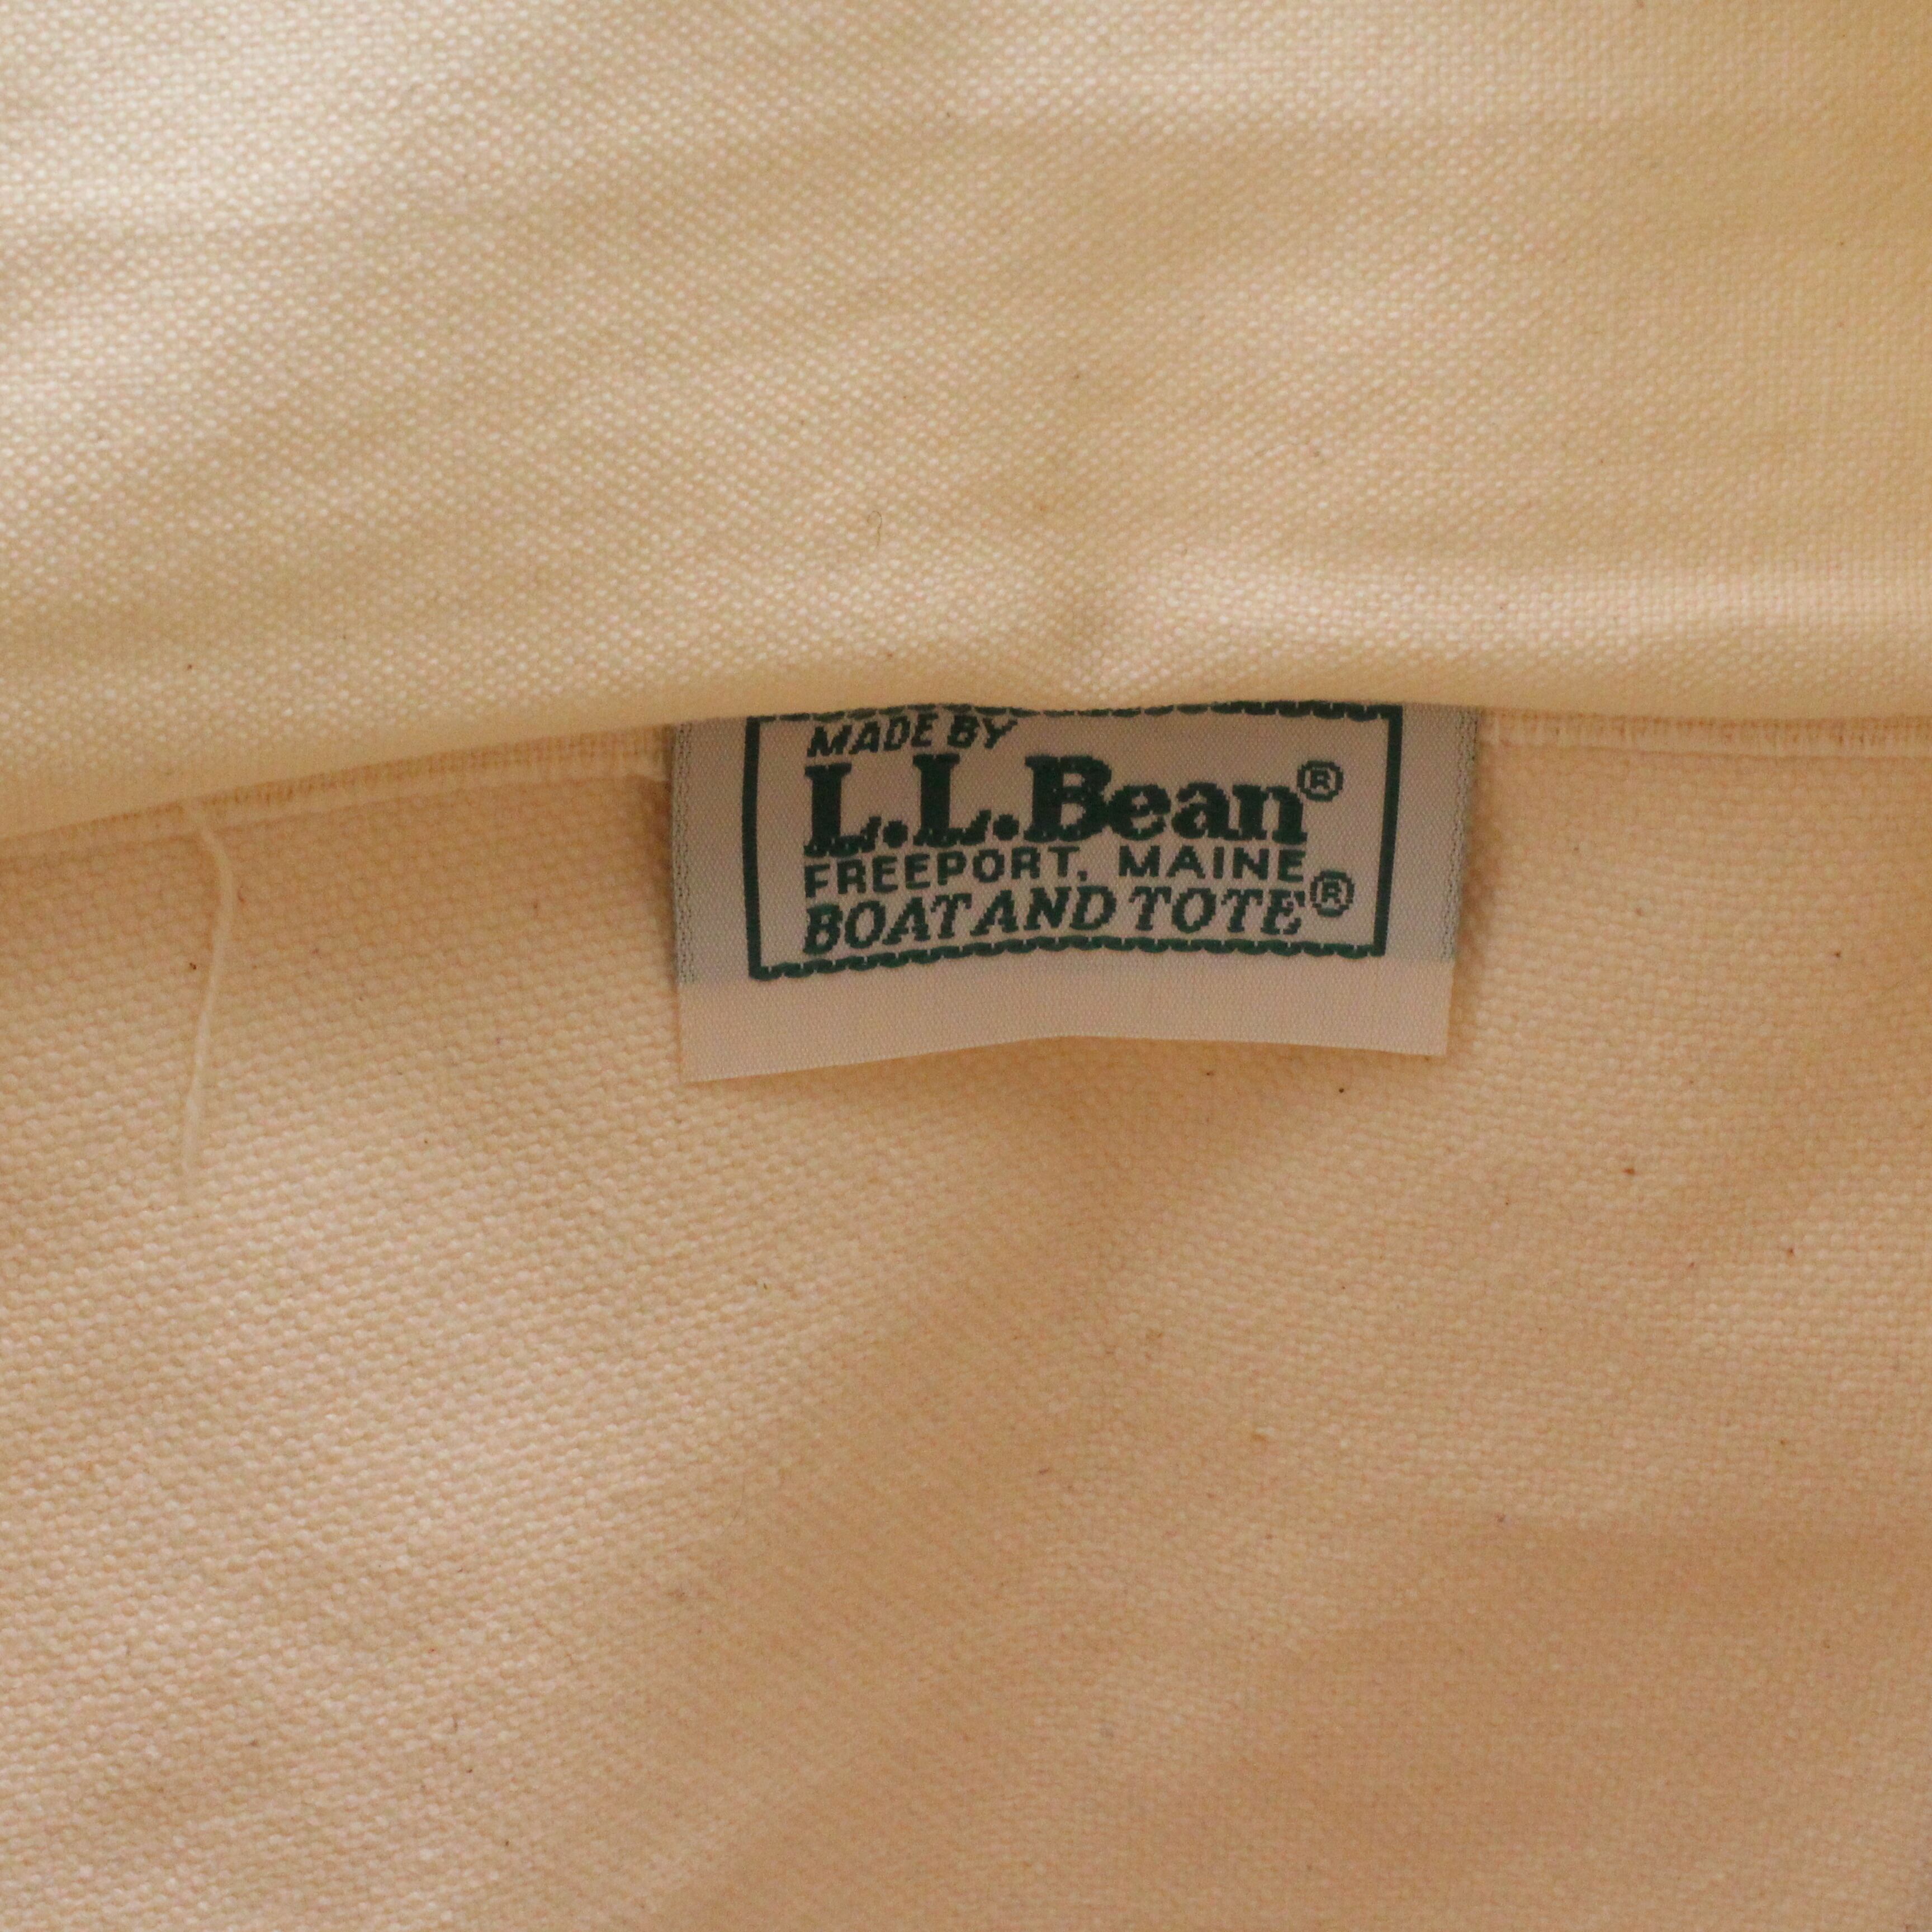 MADE BY
L.L.Bean®
FREEPORT, MAINE
BOAT AND TOTE®